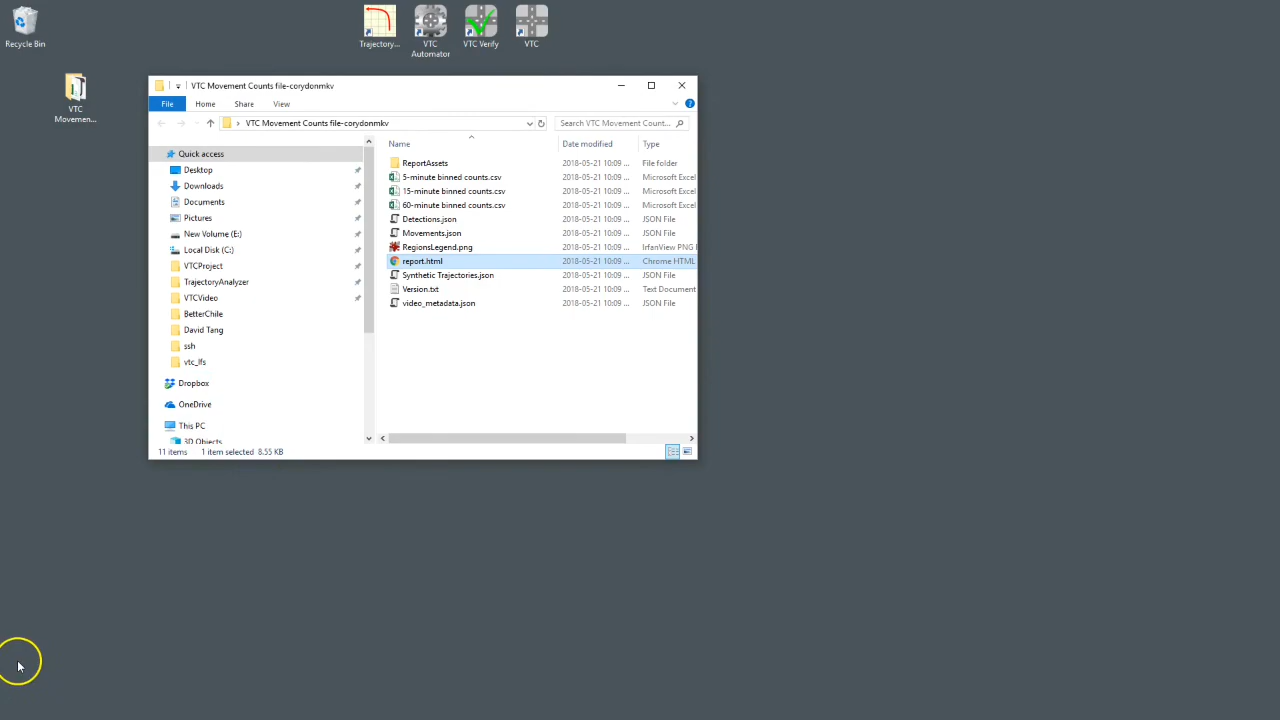 Recycle Bin
Trajectory...
VTC
Automator
VTC Verify
VTC
VTC
Movemen...
VTC Movement Counts file-corydonmkv
File
Home
Share
View
VTC Movement Counts file-corydonmkv
Search VTC Movement Count...
Quick access
Desktop
Downloads
Documents
Pictures
New Volume (E:)
Local Disk (C:)
VTCProject
TrajectoryAnalyzer
VTCVideo
BetterChile
David Tang
ssh
vtc_lfs
Dropbox
OneDrive
This PC
3D Objects
Name Date modified Type
ReportAssets 2018-05-21 10:09 ... File folder
5-minute binned counts.csv 2018-05-21 10:09 ... Microsoft Excel
15-minute binned counts.csv 2018-05-21 10:09 ... Microsoft Excel
60-minute binned counts.csv 2018-05-21 10:09 ... Microsoft Excel
Detections.json 2018-05-21 10:09 ... JSON File
Movements.json 2018-05-21 10:09 ... JSON File
RegionsLegend.png 2018-05-21 10:09 ... IrfanView PNG
report.html 2018-05-21 10:09 ... Chrome HTML
Synthetic Trajectories.json 2018-05-21 10:09 ... JSON File
Version.txt 2018-05-21 10:09 ... Text Document
video_metadata.json 2018-05-21 10:09 ... JSON File
11 items 1 item selected 8.55 KB